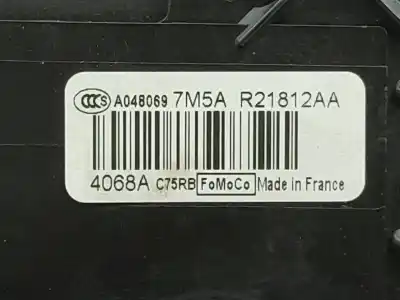 CCC S A048069 7M5A R21812AA
4068A C75RB FoMoCo Made in France